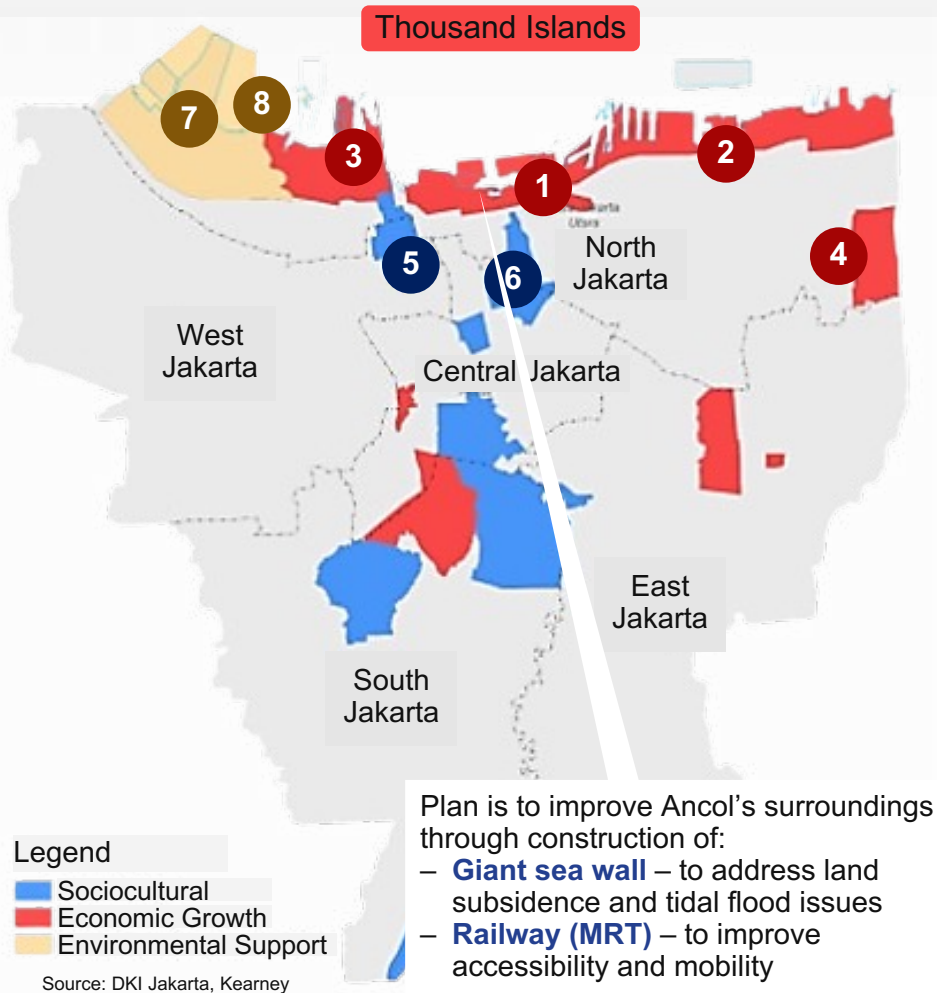 Thousand Islands
7
8
3
1
2
4
5
6
Utara
North
Jakarta
West
Jakarta
Central Jakarta
East
Jakarta
South
Jakarta
Plan is to improve Ancol’s surroundings
through construction of:
– Giant sea wall – to address land
subsidence and tidal flood issues
– Railway (MRT) – to improve
accessibility and mobility
Legend
Sociocultural
Economic Growth
Environmental Support
Source: DKI Jakarta, Kearney